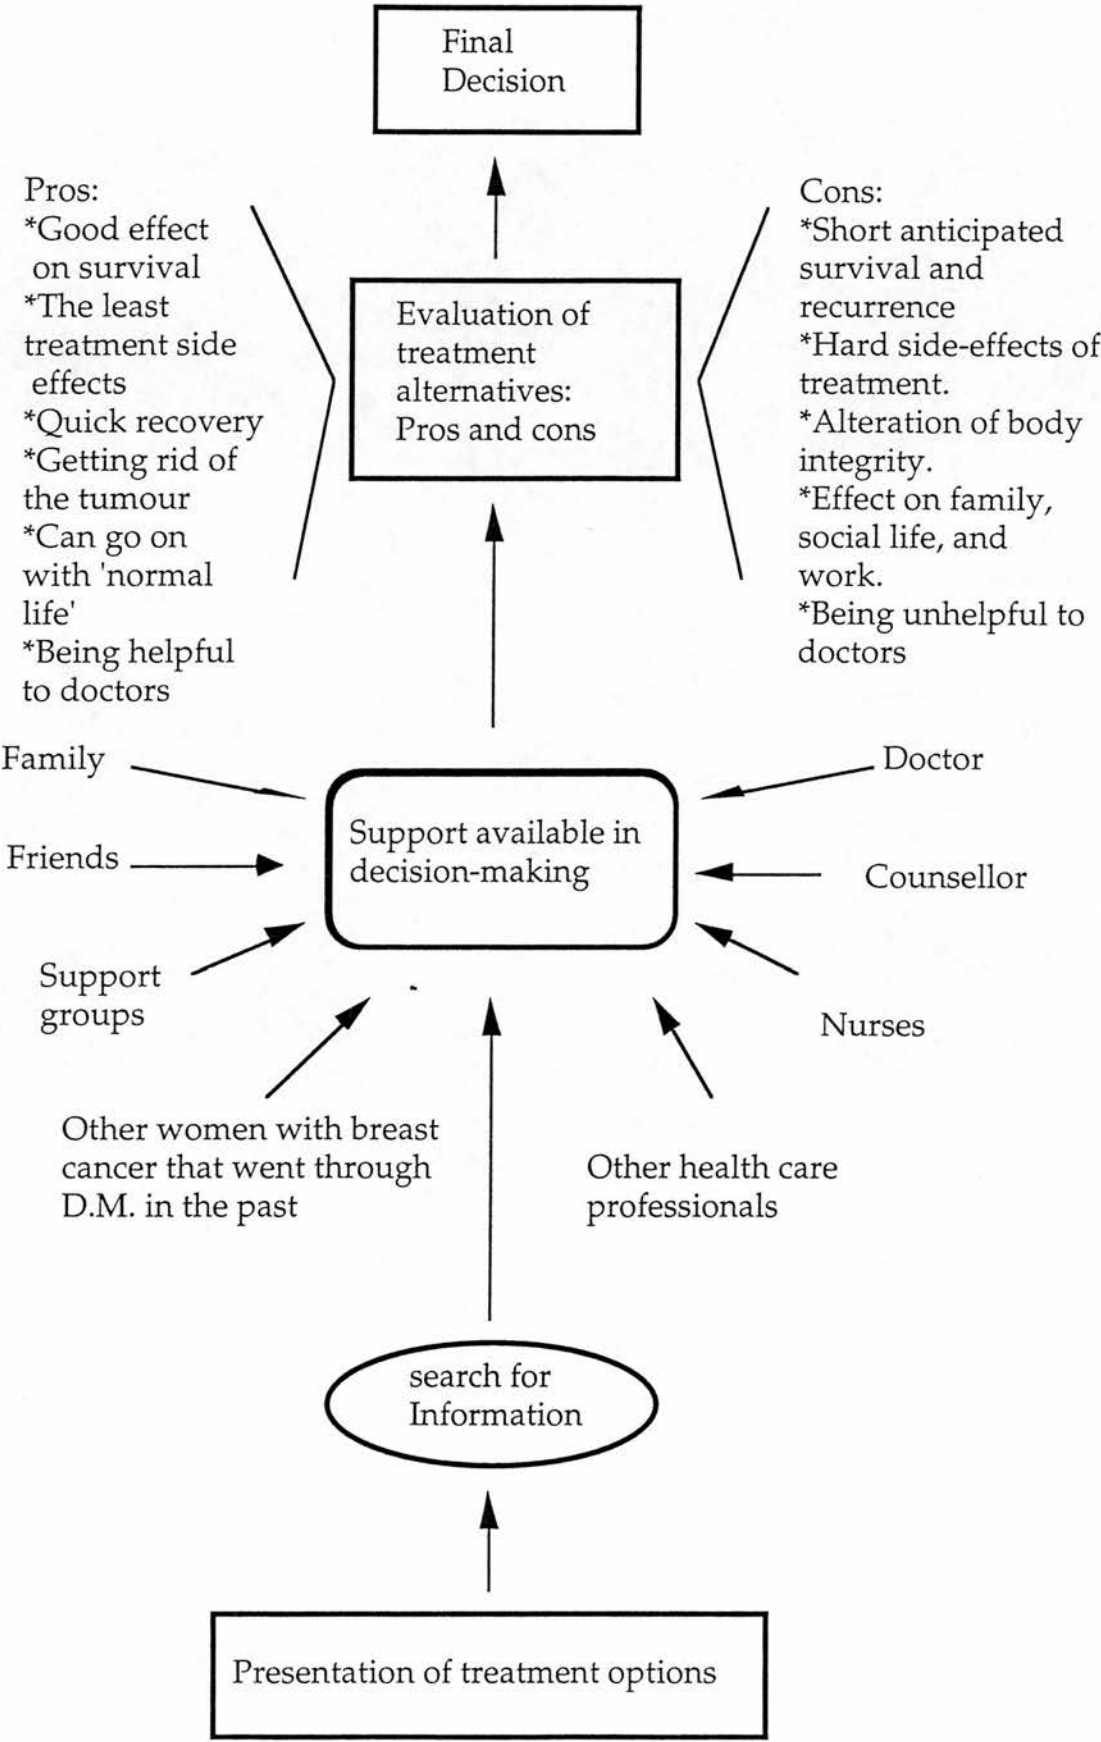 Final
Decision
Pros:
*Good effect
on survival
*The least
treatment side
effects
*Quick recovery
*Getting rid of
the tumour
*Can go on
with 'normal
life'
*Being helpful
to doctors
Evaluation of
treatment
alternatives:
Pros and cons
Cons:
*Short anticipated
survival and
recurrence
*Hard side-effects of
treatment.
*Alteration of body
integrity.
*Effect on family,
social life, and
work.
*Being unhelpful to
doctors
Family
Friends
Support
groups
Support available in
decision-making
Doctor
Counsellor
Nurses
Other women with breast
cancer that went through
D.M. in the past
Other health care
professionals
search for
Information
Presentation of treatment options